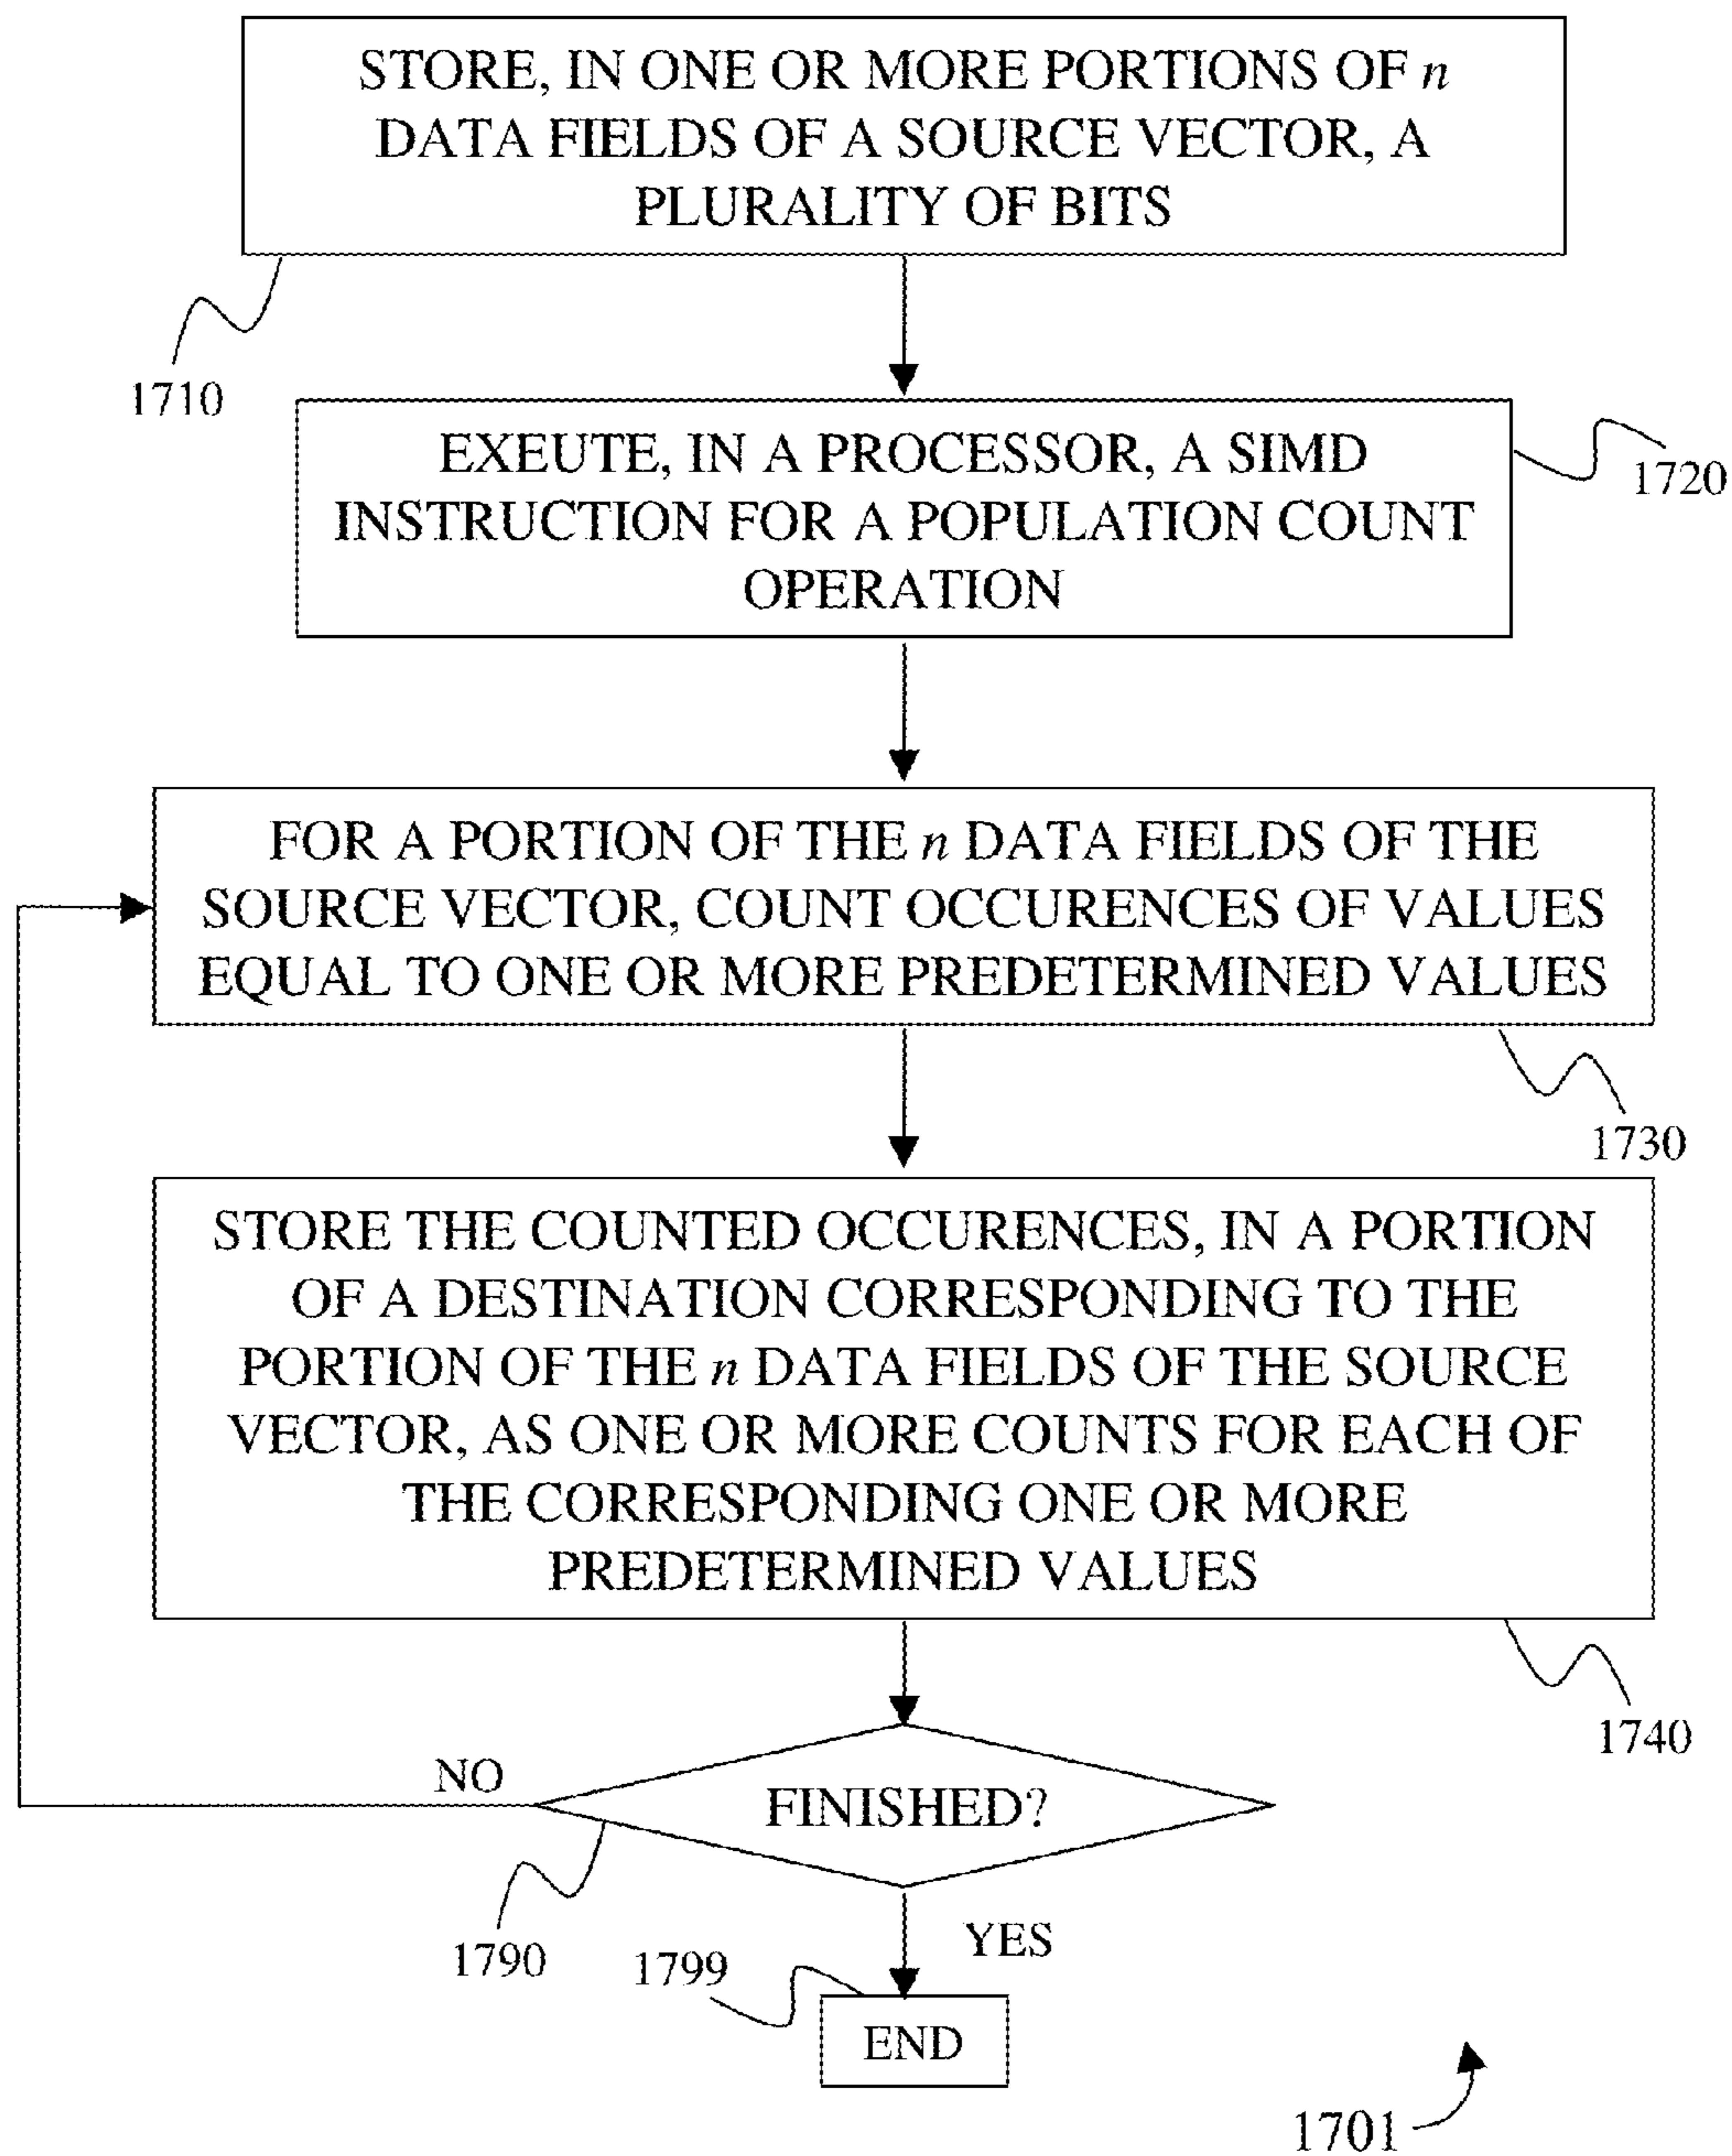 STORE, IN ONE OR MORE PORTIONS OF n
DATA FIELDS OF A SOURCE VECTOR, A
PLURALITY OF BITS
1710
EXEUTE, IN A PROCESSOR, A SIMD
INSTRUCTION FOR A POPULATION COUNT
OPERATION
1720
FOR A PORTION OF THE n DATA FIELDS OF THE
SOURCE VECTOR, COUNT OCCURENCES OF VALUES
EQUAL TO ONE OR MORE PREDETERMINED VALUES
1730
STORE THE COUNTED OCCURENCES, IN A PORTION
OF A DESTINATION CORRESPONDING TO THE
PORTION OF THE n DATA FIELDS OF THE SOURCE
VECTOR, AS ONE OR MORE COUNTS FOR EACH OF
THE CORRESPONDING ONE OR MORE
PREDETERMINED VALUES
1740
NO
FINISHED?
1790
YES
1799
END
1701